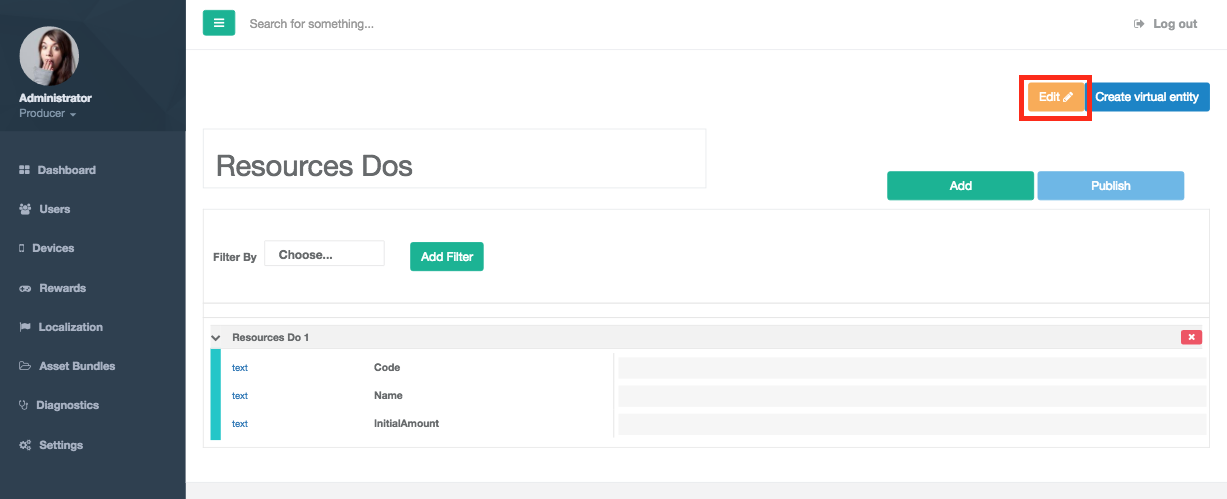 Search for something...
Log out
Administrator
Producer
Edit
Create virtual entity
Resources Dos
Add
Publish
Dashboard
Users
Devices
Rewards
Localization
Asset Bundles
Diagnostics
Settings
Filter By
Choose...
Add Filter
Resources Do 1
text Code
text Name
text InitialAmount